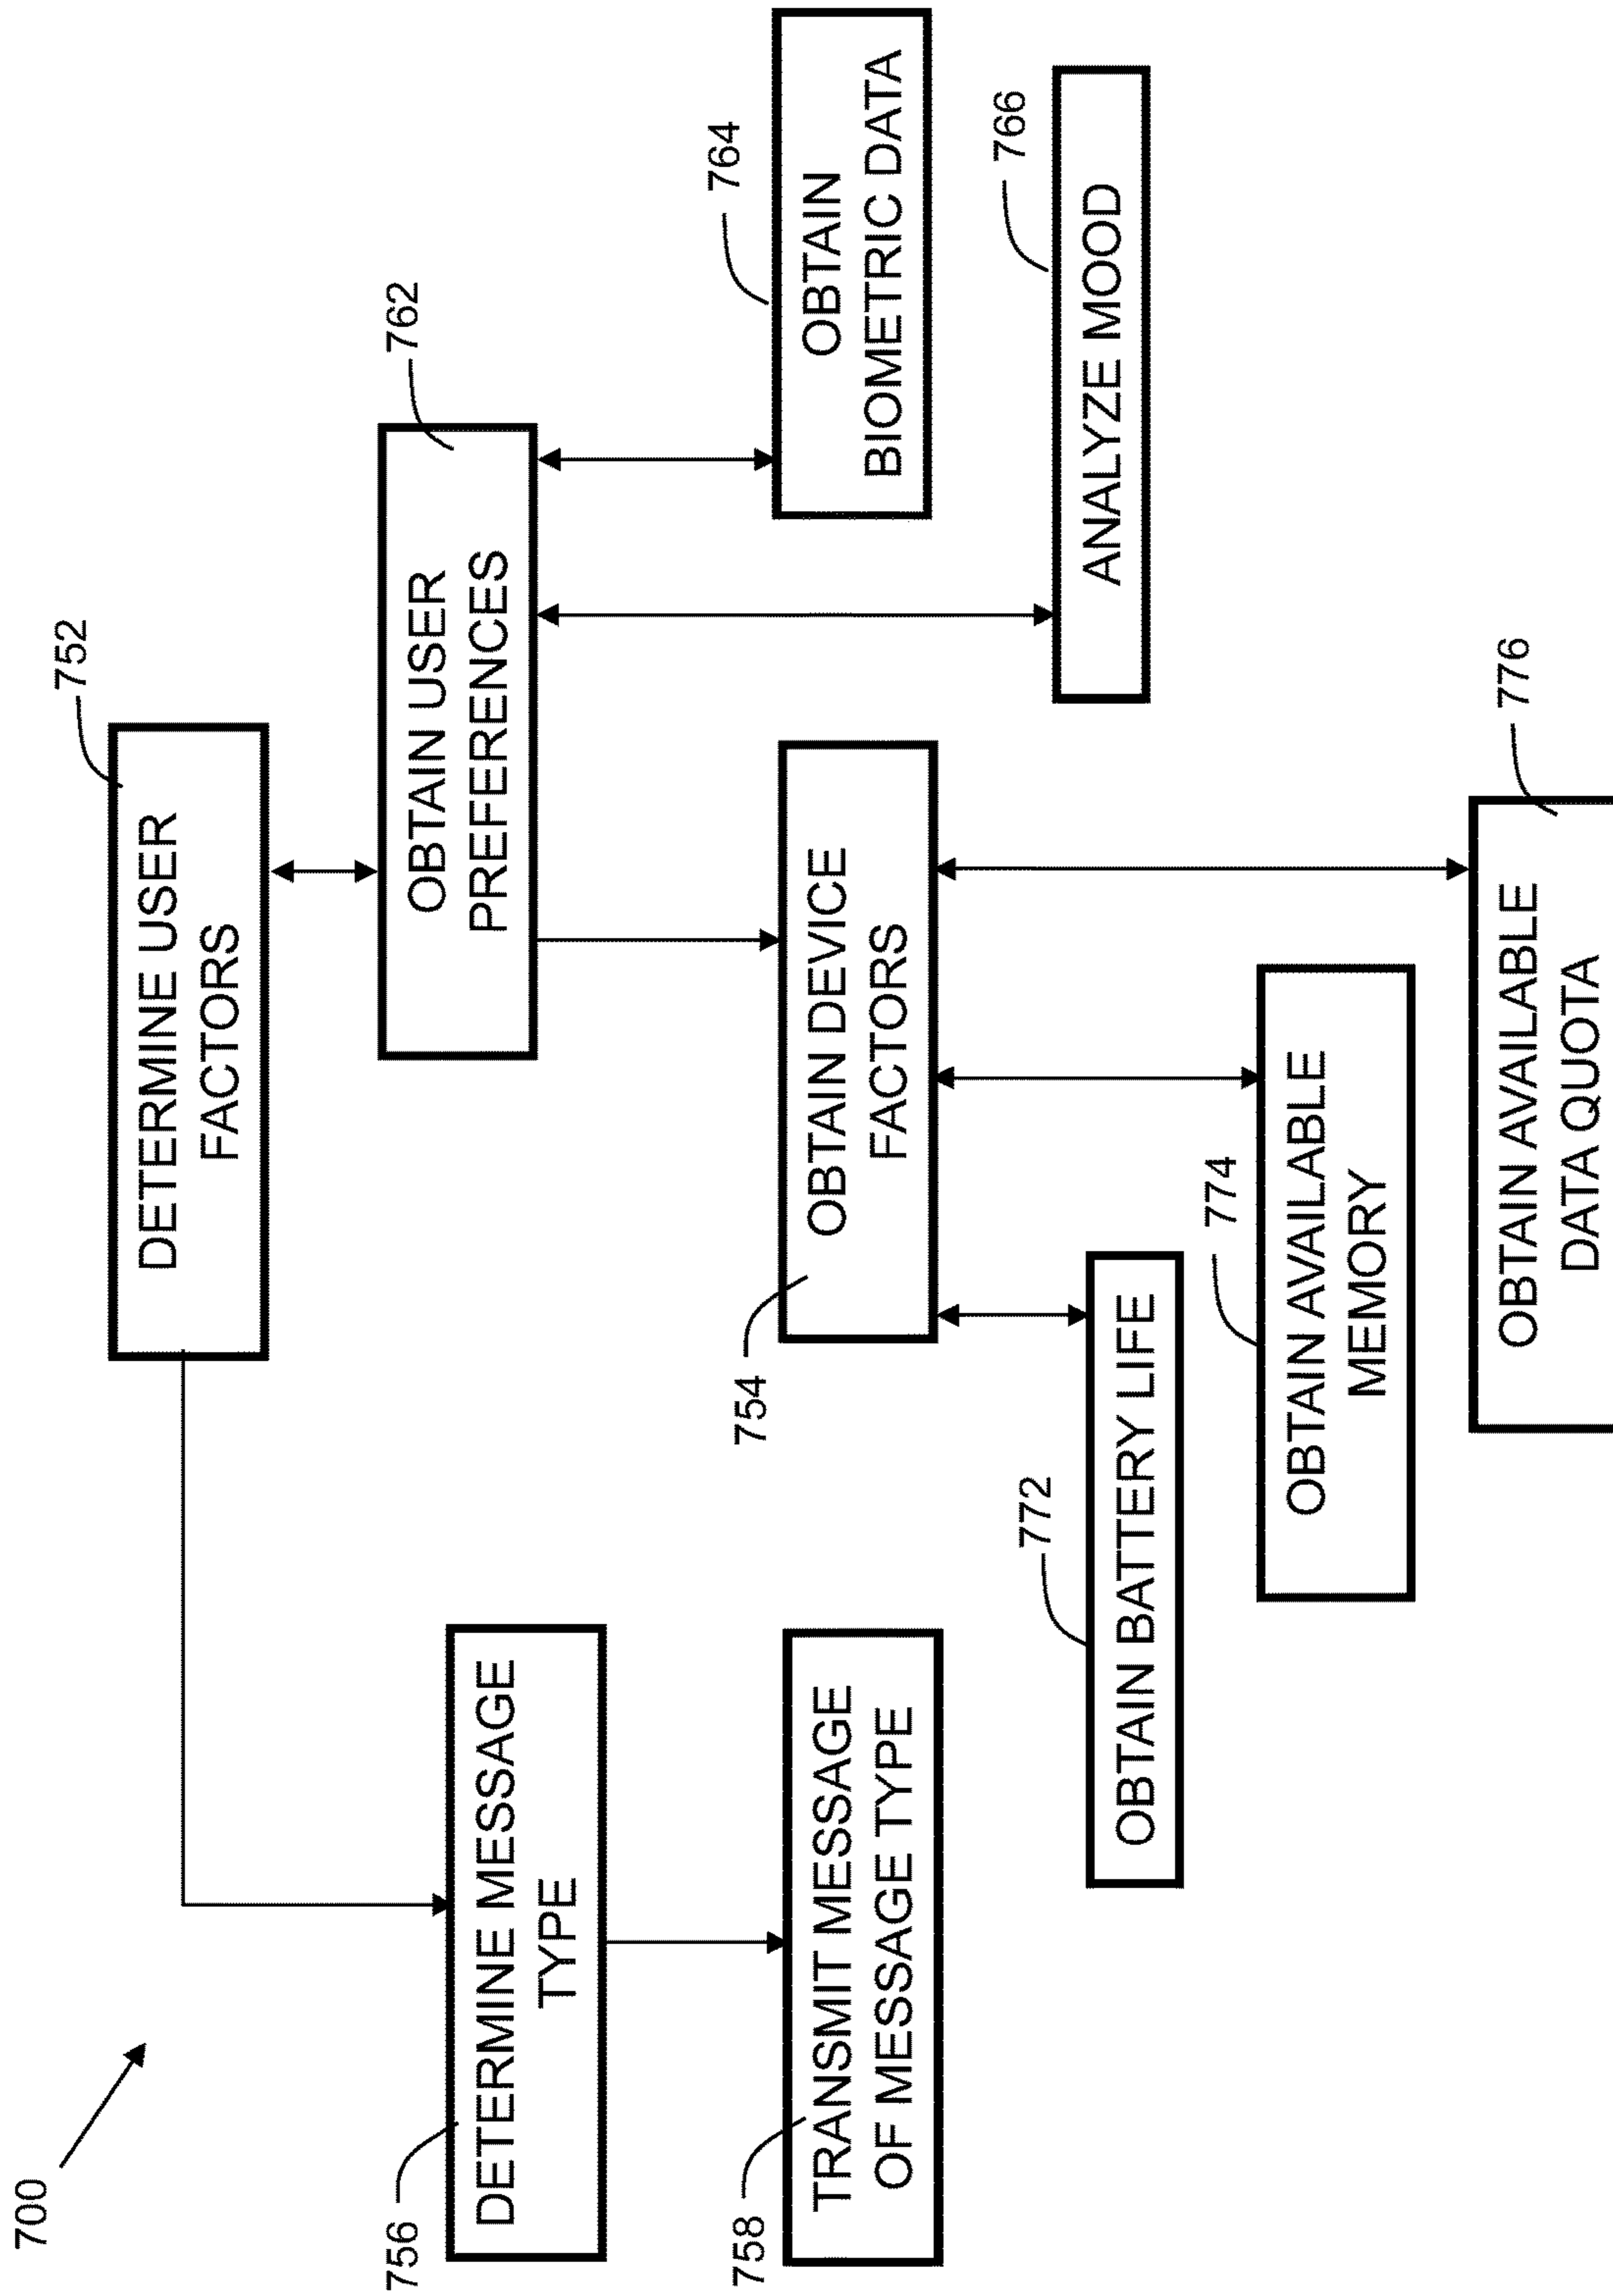 700
752
DETERMINE USER
FACTORS
762
OBTAIN USER
PREFERENCES
756
DETERMINE MESSAGE
TYPE
764
OBTAIN
BIOMETRIC DATA
754
OBTAIN DEVICE
FACTORS
758
TRANSMIT MESSAGE
OF MESSAGE TYPE
766
ANALYZE MOOD
772
OBTAIN BATTERY LIFE
774
OBTAIN AVAILABLE
MEMORY
776
OBTAIN AVAILABLE
DATA QUOTA